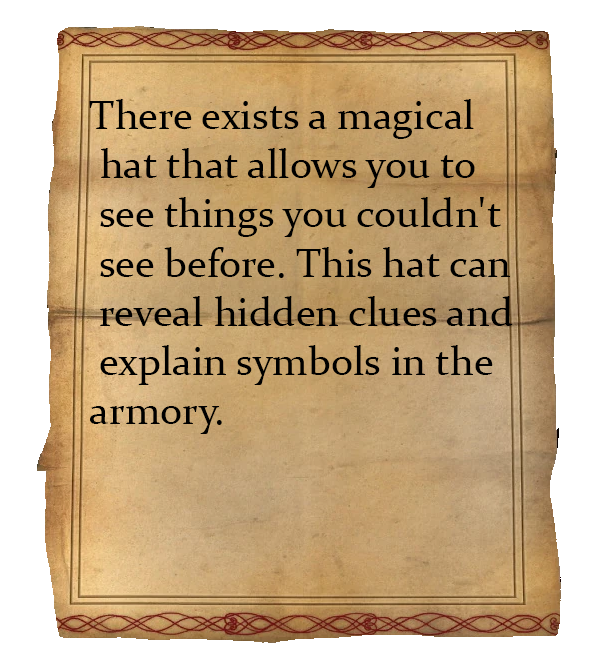 There exists a magical
hat that allows you to
see things you couldn't
see before. This hat can
reveal hidden clues and
explain symbols in the
armory.